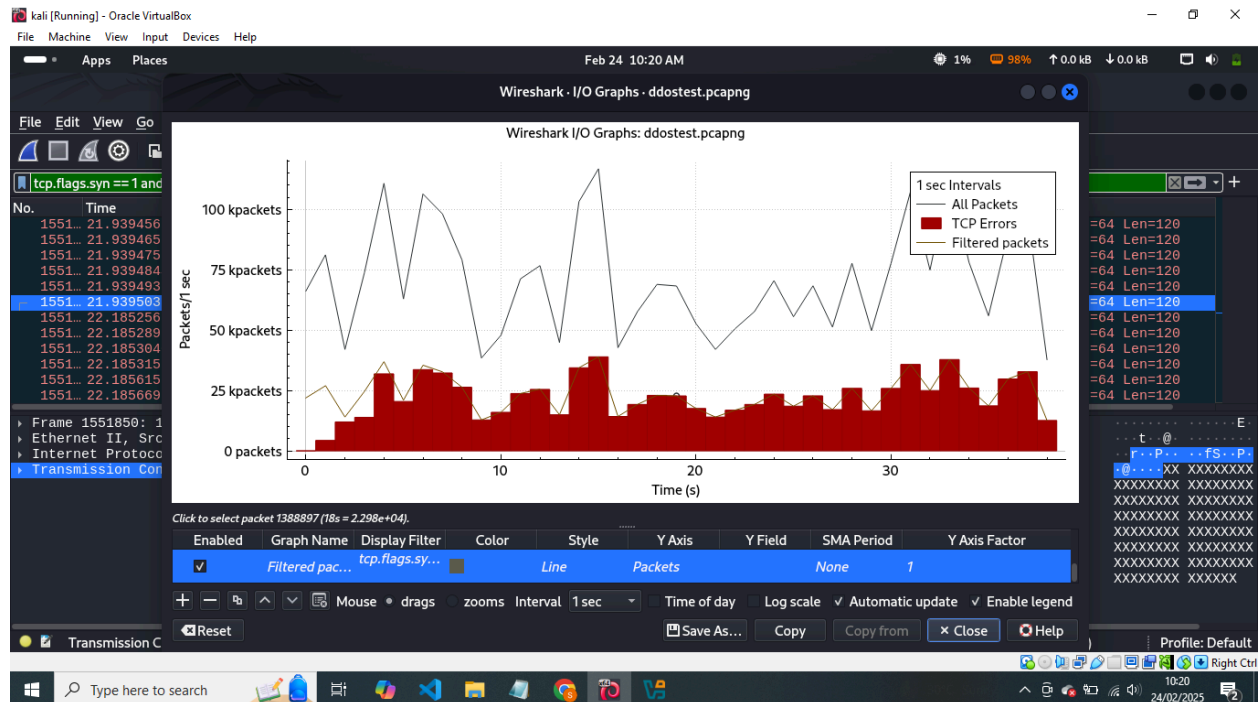 kali [Running] - Oracle VirtualBox
File Machine View Input Devices Help
Apps Places Feb 24 10:20 AM 1% 98% ↑ 0.0 kB ↓ 0.0 kB
Wireshark · I/O Graphs · ddostest.pcapng
File Edit View Go
tcp.flags.syn == 1 and
No. Time
1551… 21.939456 =64 Len=120
1551… 21.939465 =64 Len=120
1551… 21.939475 =64 Len=120
1551… 21.939484 =64 Len=120
1551… 21.939493 =64 Len=120
1551… 21.939503 =64 Len=120
1551… 22.185256 =64 Len=120
1551… 22.185289 =64 Len=120
1551… 22.185304 =64 Len=120
1551… 22.185315 =64 Len=120
1551… 22.185615 =64 Len=120
1551… 22.185669 =64 Len=120
Frame 1551850: 1
Ethernet II, Src
Internet Protoco
Transmission Con
Wireshark I/O Graphs: ddostest.pcapng
1 sec Intervals
All Packets
TCP Errors
Filtered packets
Packets/1 sec
100 kpackets
75 kpackets
50 kpackets
25 kpackets
0 packets
0 10 20 30
Time (s)
Click to select packet 1388897 (18s = 2.298e+04).
Enabled Graph Name Display Filter Color Style Y Axis Y Field SMA Period Y Axis Factor
Filtered pac… tcp.flags.sy… Line Packets None 1
Mouse drags zooms Interval 1 sec Time of day Log scale Automatic update Enable legend
Reset Save As… Copy Copy from Close Help
········ ······E·
···t··@· ········
··r··P·· ··fS··P·
·@····XX XXXXXXXX
XXXXXXXX XXXXXXXX
XXXXXXXX XXXXXXXX
XXXXXXXX XXXXXXXX
XXXXXXXX XXXXXXXX
XXXXXXXX XXXXXXXX
XXXXXXXX XXXXXXXX
XXXXXXXX XXXXXX
Transmission C ) Profile: Default
Right Ctrl
Type here to search
10:20
24/02/2025
2